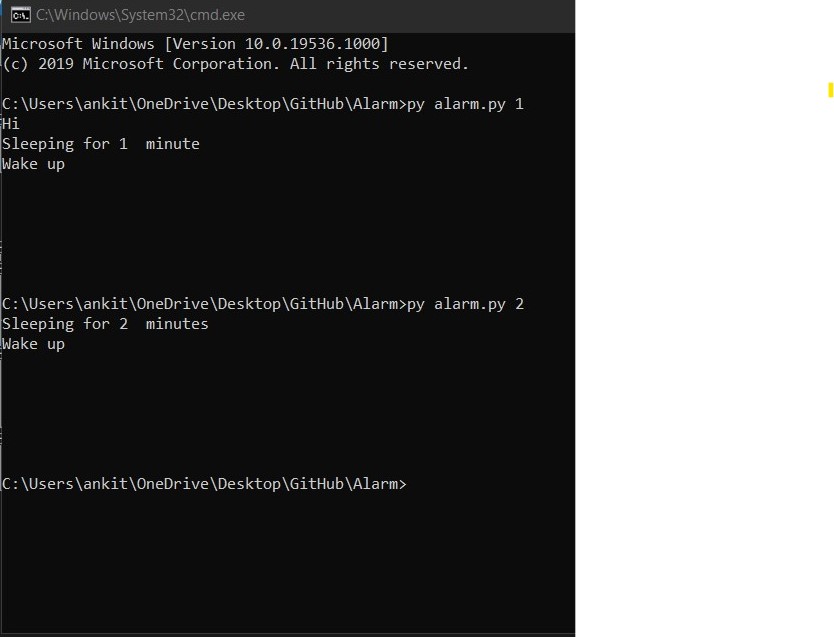 C:\Windows\System32\cmd.exe
Microsoft Windows [Version 10.0.19536.1000]
(c) 2019 Microsoft Corporation. All rights reserved.
C:\Users\ankit\OneDrive\Desktop\GitHub\Alarm>py alarm.py 1
Hi
Sleeping for 1  minute
Wake up
C:\Users\ankit\OneDrive\Desktop\GitHub\Alarm>py alarm.py 2
Sleeping for 2  minutes
Wake up
C:\Users\ankit\OneDrive\Desktop\GitHub\Alarm>